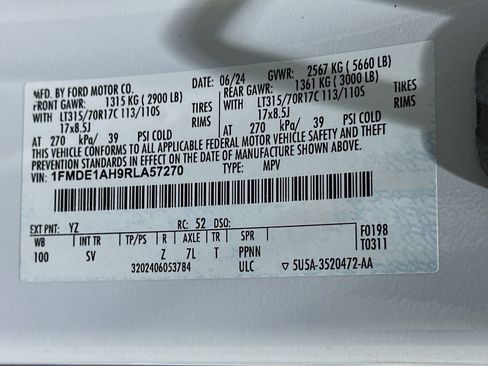 MFD. BY FORD MOTOR CO. DATE: 06/24 GVWR: 2567 KG ( 5660 LB)
FRONT GAWR: 1315 KG ( 2900 LB) REAR GAWR: 1361 KG ( 3000 LB)
WITH LT315/70R17C 113/110S TIRES WITH LT315/70R17C 113/110S TIRES
17x8.5J RIMS 17x8.5J RIMS
AT 270 kPa/ 39 PSI COLD AT 270 kPa/ 39 PSI COLD
THIS VEHICLE CONFORMS TO ALL APPLICABLE FEDERAL MOTOR VEHICLE SAFETY AND THEFT
PREVENTION STANDARDS IN EFFECT ON THE DATE OF MANUFACTURE SHOWN ABOVE.
VIN: 1FMDE1AH9RLA57270 TYPE: MPV
EXT PNT: YZ RC: 52 DSO: F0198
WB INT TR TP/PS R AXLE TR SPR T0311
100 SV Z 7L T PPNN
3202406053784 ULC ▽ 5U5A-3520472-AA